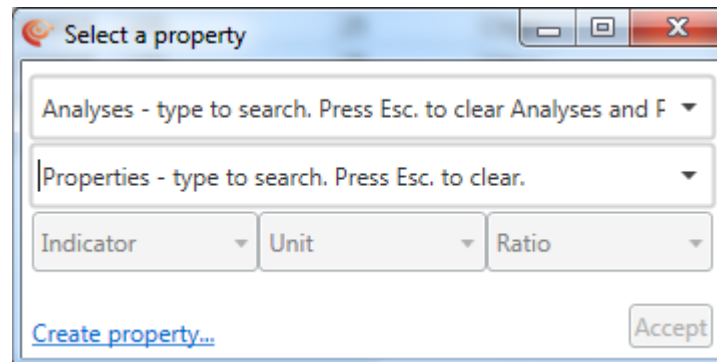 Select a property
Analyses - type to search. Press Esc. to clear Analyses and P
Properties - type to search. Press Esc. to clear.
Indicator Unit Ratio
Create property... Accept